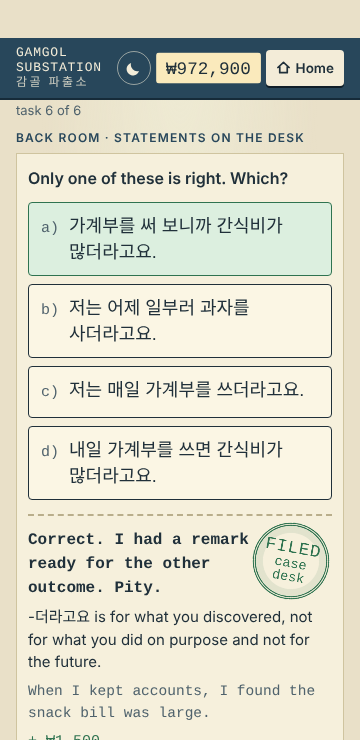 GAMGOL
SUBSTATION
감골 파출소
₩972,900
Home
task 6 of 6
BACK ROOM · STATEMENTS ON THE DESK
Only one of these is right. Which?
a) 가계부를 써 보니까 간식비가
많더라고요.
b) 저는 어제 일부러 과자를
사더라고요.
c) 저는 매일 가계부를 쓰더라고요.
d) 내일 가계부를 쓰면 간식비가
많더라고요.
Correct. I had a remark
ready for the other
outcome. Pity.
FILED
case
desk
-더라고요 is for what you discovered, not
for what you did on purpose and not for
the future.
When I kept accounts, I found the
snack bill was large.
+ ₩1,500